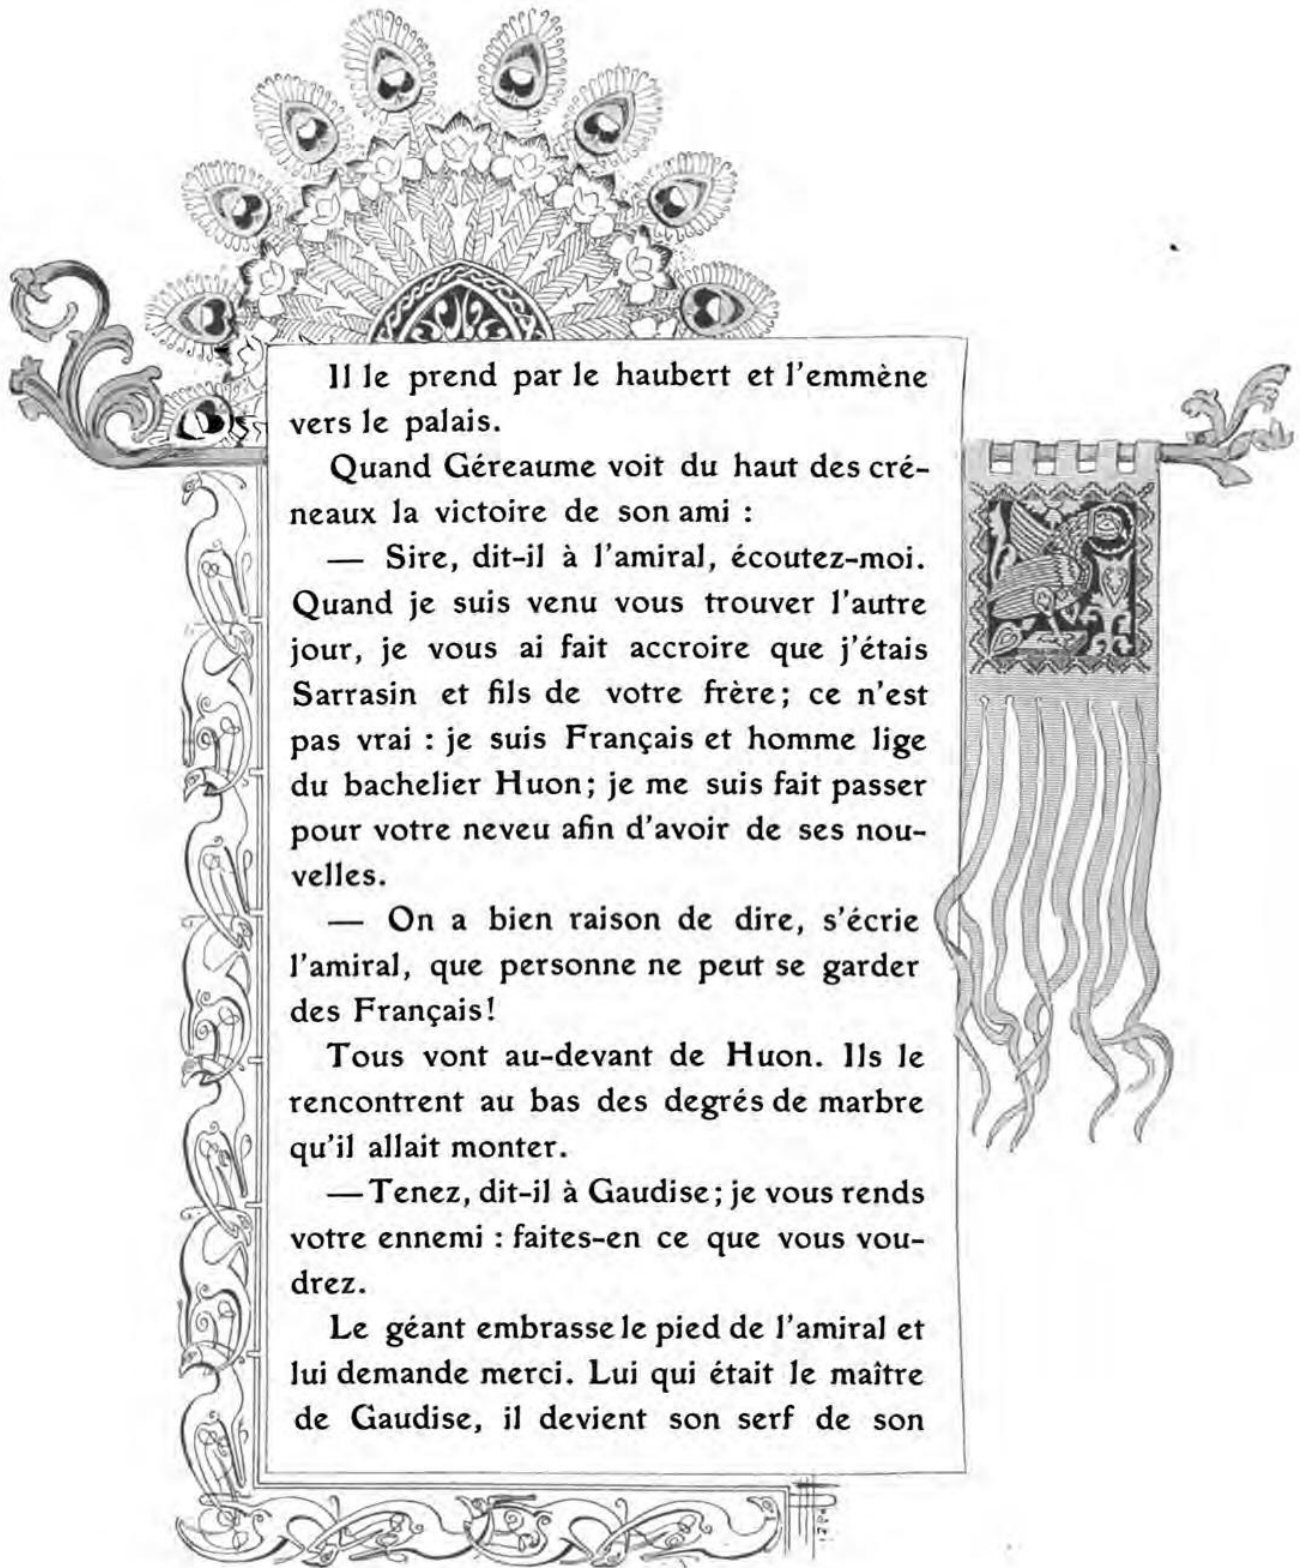 Il le prend par le haubert et l'emmène
vers le palais.
Quand Géreaume voit du haut des cré-
neaux la victoire de son ami :
— Sire, dit-il à l'amiral, écoutez-moi.
Quand je suis venu vous trouver l'autre
jour, je vous ai fait accroire que j'étais
Sarrasin et fils de votre frère; ce n'est
pas vrai : je suis Français et homme lige
du bachelier Huon; je me suis fait passer
pour votre neveu afin d'avoir de ses nou-
velles.
— On a bien raison de dire, s'écrie
l'amiral, que personne ne peut se garder
des Français!
Tous vont au-devant de Huon. Ils le
rencontrent au bas des degrés de marbre
qu'il allait monter.
— Tenez, dit-il à Gaudise; je vous rends
votre ennemi : faites-en ce que vous vou-
drez.
Le géant embrasse le pied de l'amiral et
lui demande merci. Lui qui était le maître
de Gaudise, il devient son serf de son